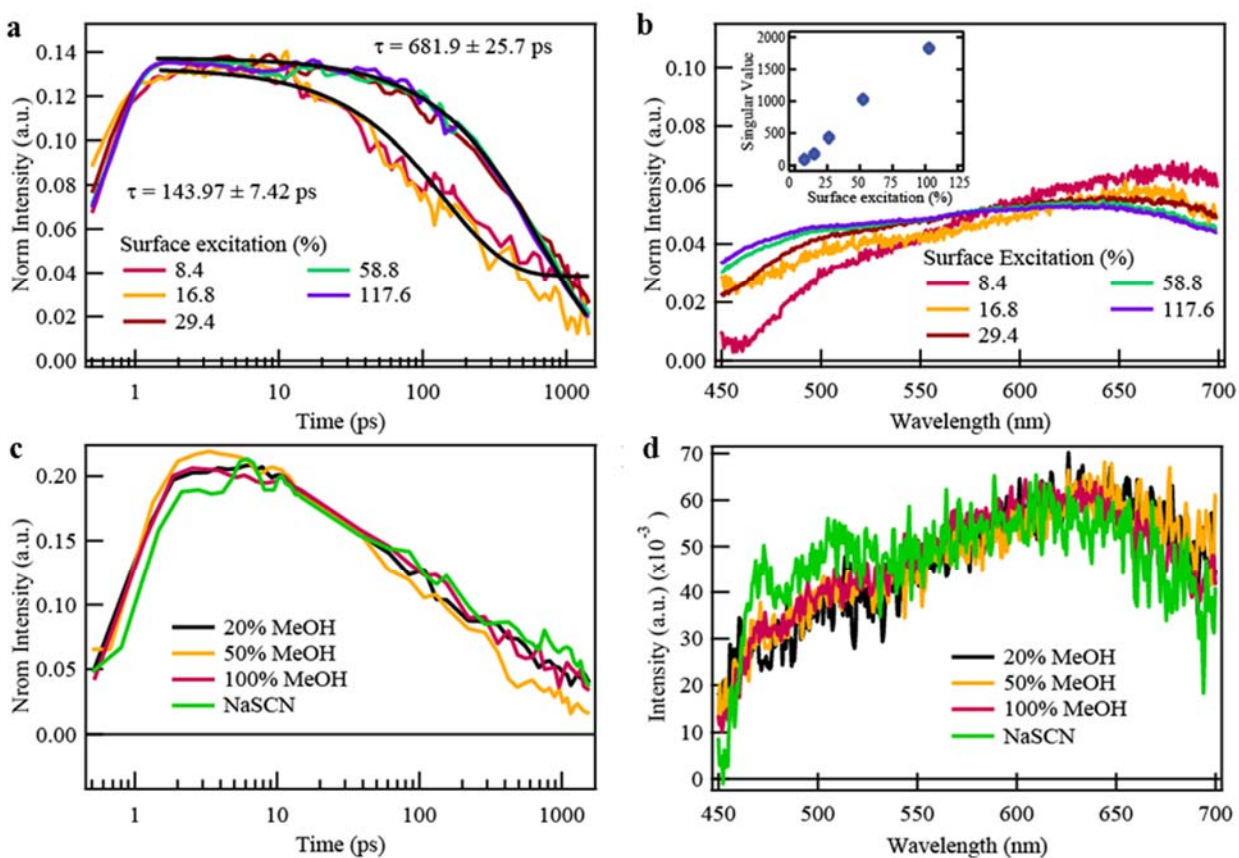 a
τ = 681.9 ± 25.7 ps
τ = 143.97 ± 7.42 ps
Norm Intensity (a.u.)
0.14
0.12
0.10
0.08
0.06
0.04
0.02
0.00
Surface excitation (%)
8.4
58.8
16.8
117.6
29.4
1
10
100
1000
Time (ps)
b
Norm Intensity (a.u.)
0.10
0.08
0.06
0.04
0.02
0.00
Singular Value
2000
1500
1000
500
0
0
25
50
75
100
125
Surface excitation (%)
Surface Excitation (%)
8.4
58.8
16.8
117.6
29.4
450
500
550
600
650
700
Wavelength (nm)
c
Nrom Intensity (a.u.)
0.20
0.15
0.10
0.05
0.00
20% MeOH
50% MeOH
100% MeOH
NaSCN
1
10
100
1000
Time (ps)
d
Intensity (a.u.) (x10⁻³)
70
60
50
40
30
20
10
0
20% MeOH
50% MeOH
100% MeOH
NaSCN
450
500
550
600
650
700
Wavelength (nm)